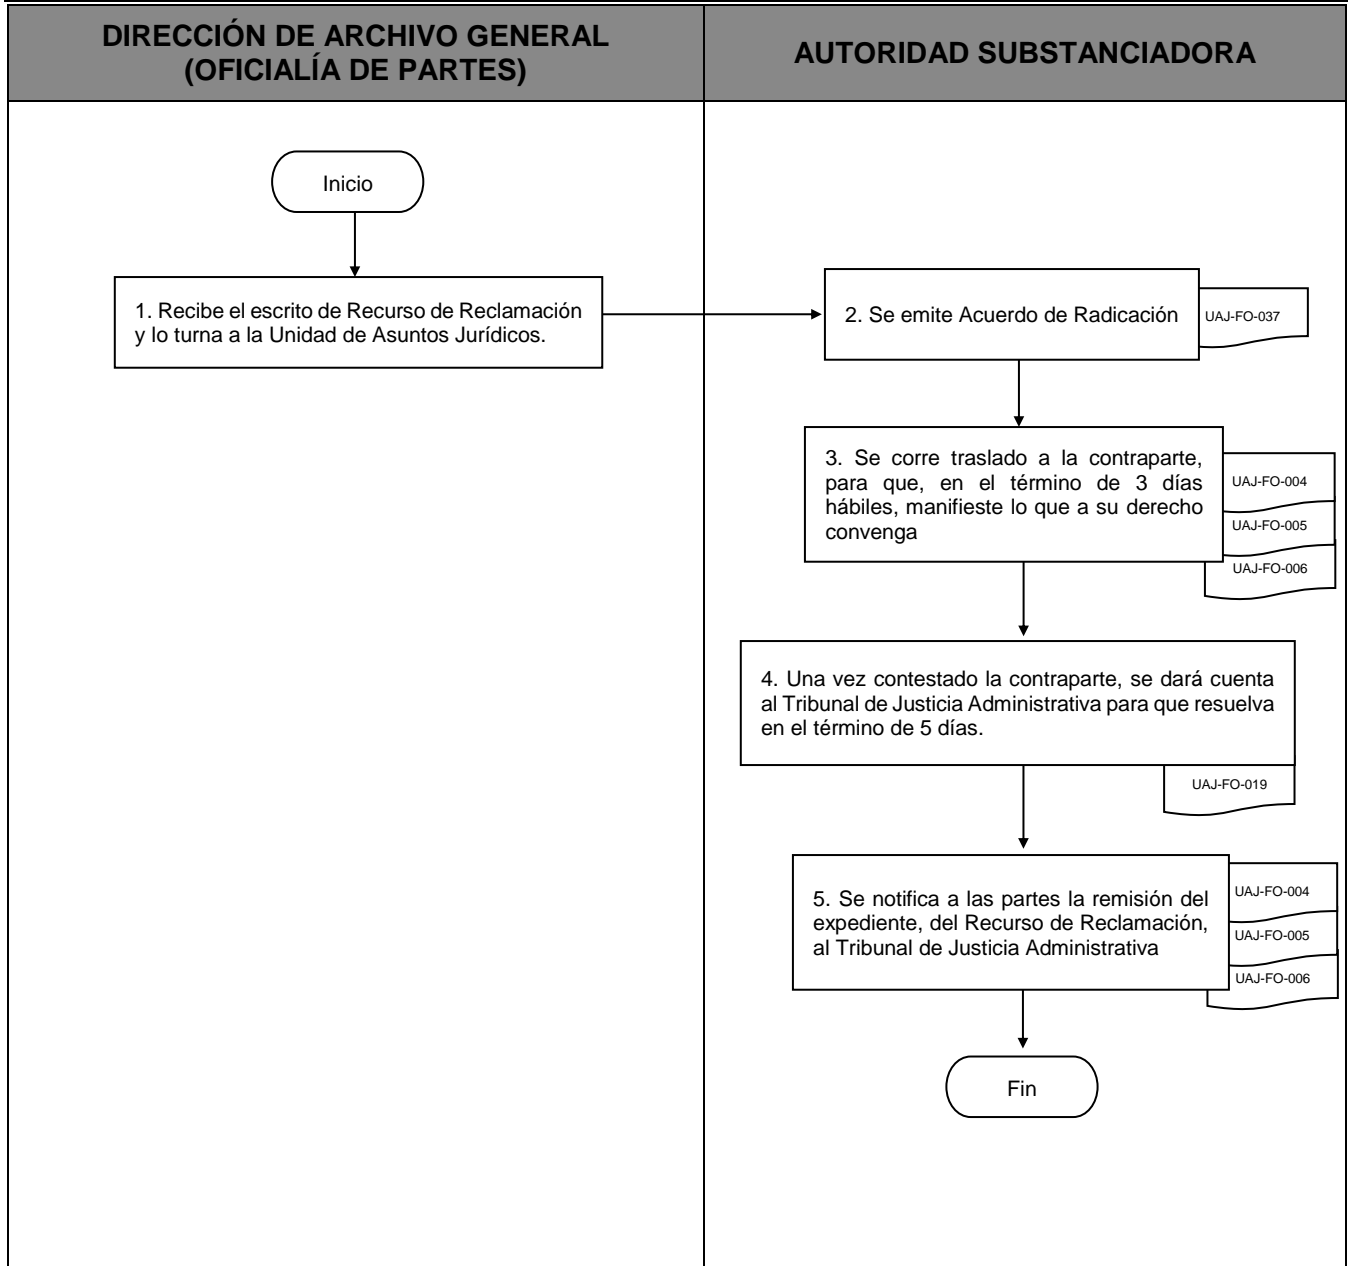 DIRECCIÓN DE ARCHIVO GENERAL
(OFICIALÍA DE PARTES)
AUTORIDAD SUBSTANCIADORA
Inicio
1. Recibe el escrito de Recurso de Reclamación
y lo turna a la Unidad de Asuntos Jurídicos.
2. Se emite Acuerdo de Radicación
UAJ-FO-037
3. Se corre traslado a la contraparte,
para que, en el término de 3 días
hábiles, manifieste lo que a su derecho
convenga
UAJ-FO-004
UAJ-FO-005
UAJ-FO-006
4. Una vez contestado la contraparte, se dará cuenta
al Tribunal de Justicia Administrativa para que resuelva
en el término de 5 días.
UAJ-FO-019
5. Se notifica a las partes la remisión del
expediente, del Recurso de Reclamación,
al Tribunal de Justicia Administrativa
UAJ-FO-004
UAJ-FO-005
UAJ-FO-006
Fin